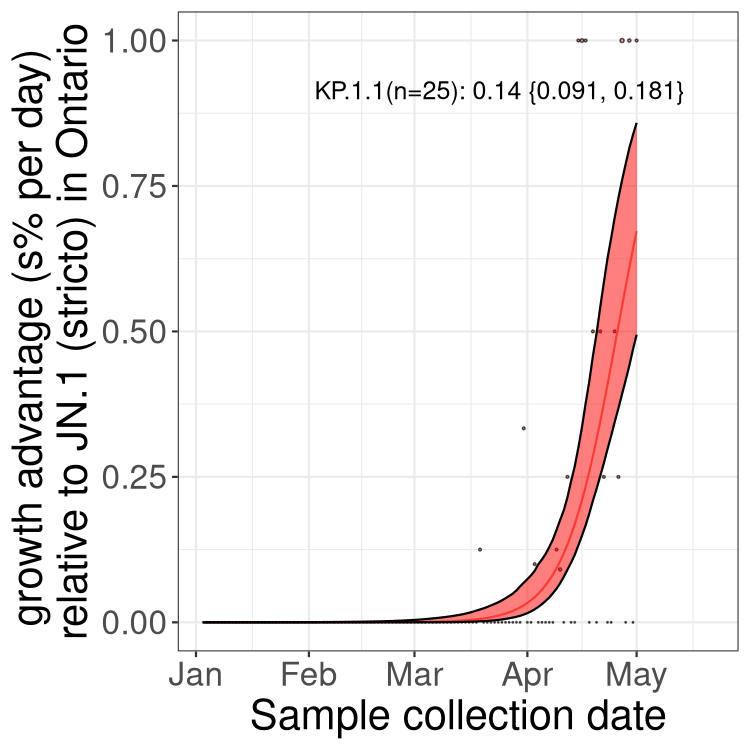 growth advantage (s% per day)
relative to JN.1 (stricto) in Ontario
1.00
0.75
0.50
0.25
0.00
KP.1.1(n=25): 0.14 {0.091, 0.181}
Jan Feb Mar Apr May
Sample collection date